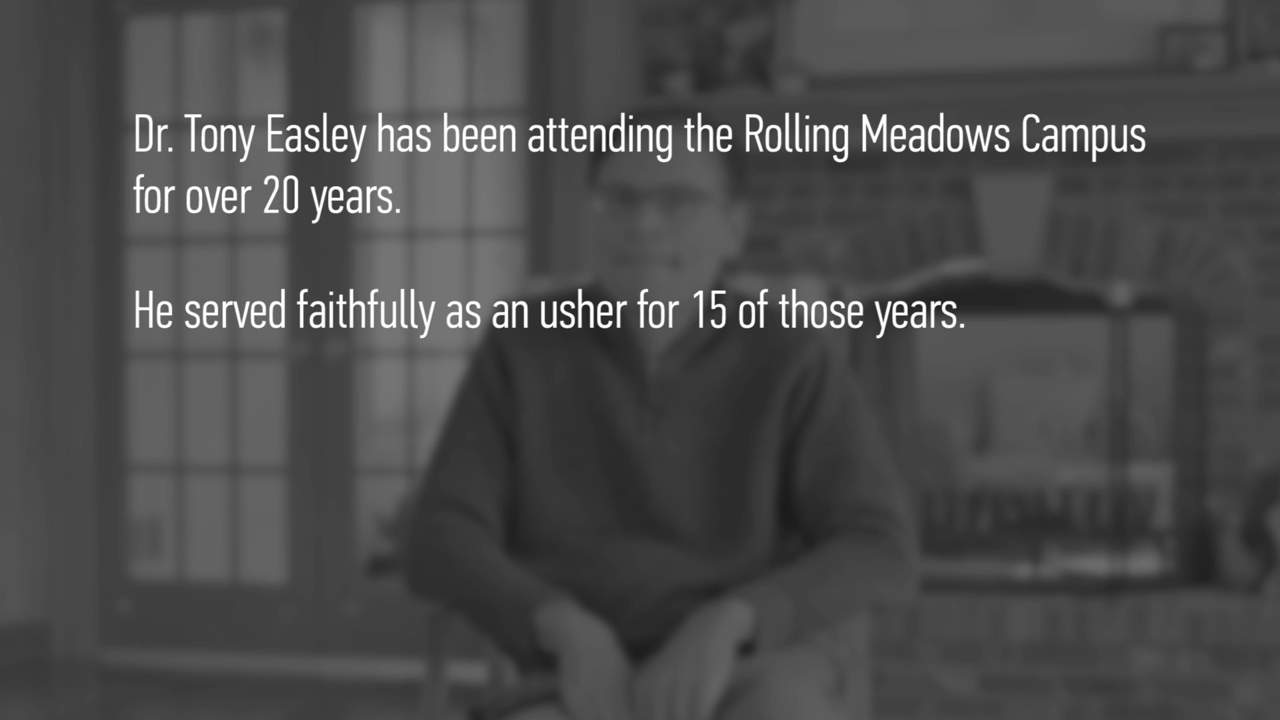 Dr. Tony Easley has been attending the Rolling Meadows Campus
for over 20 years.
He served faithfully as an usher for 15 of those years.